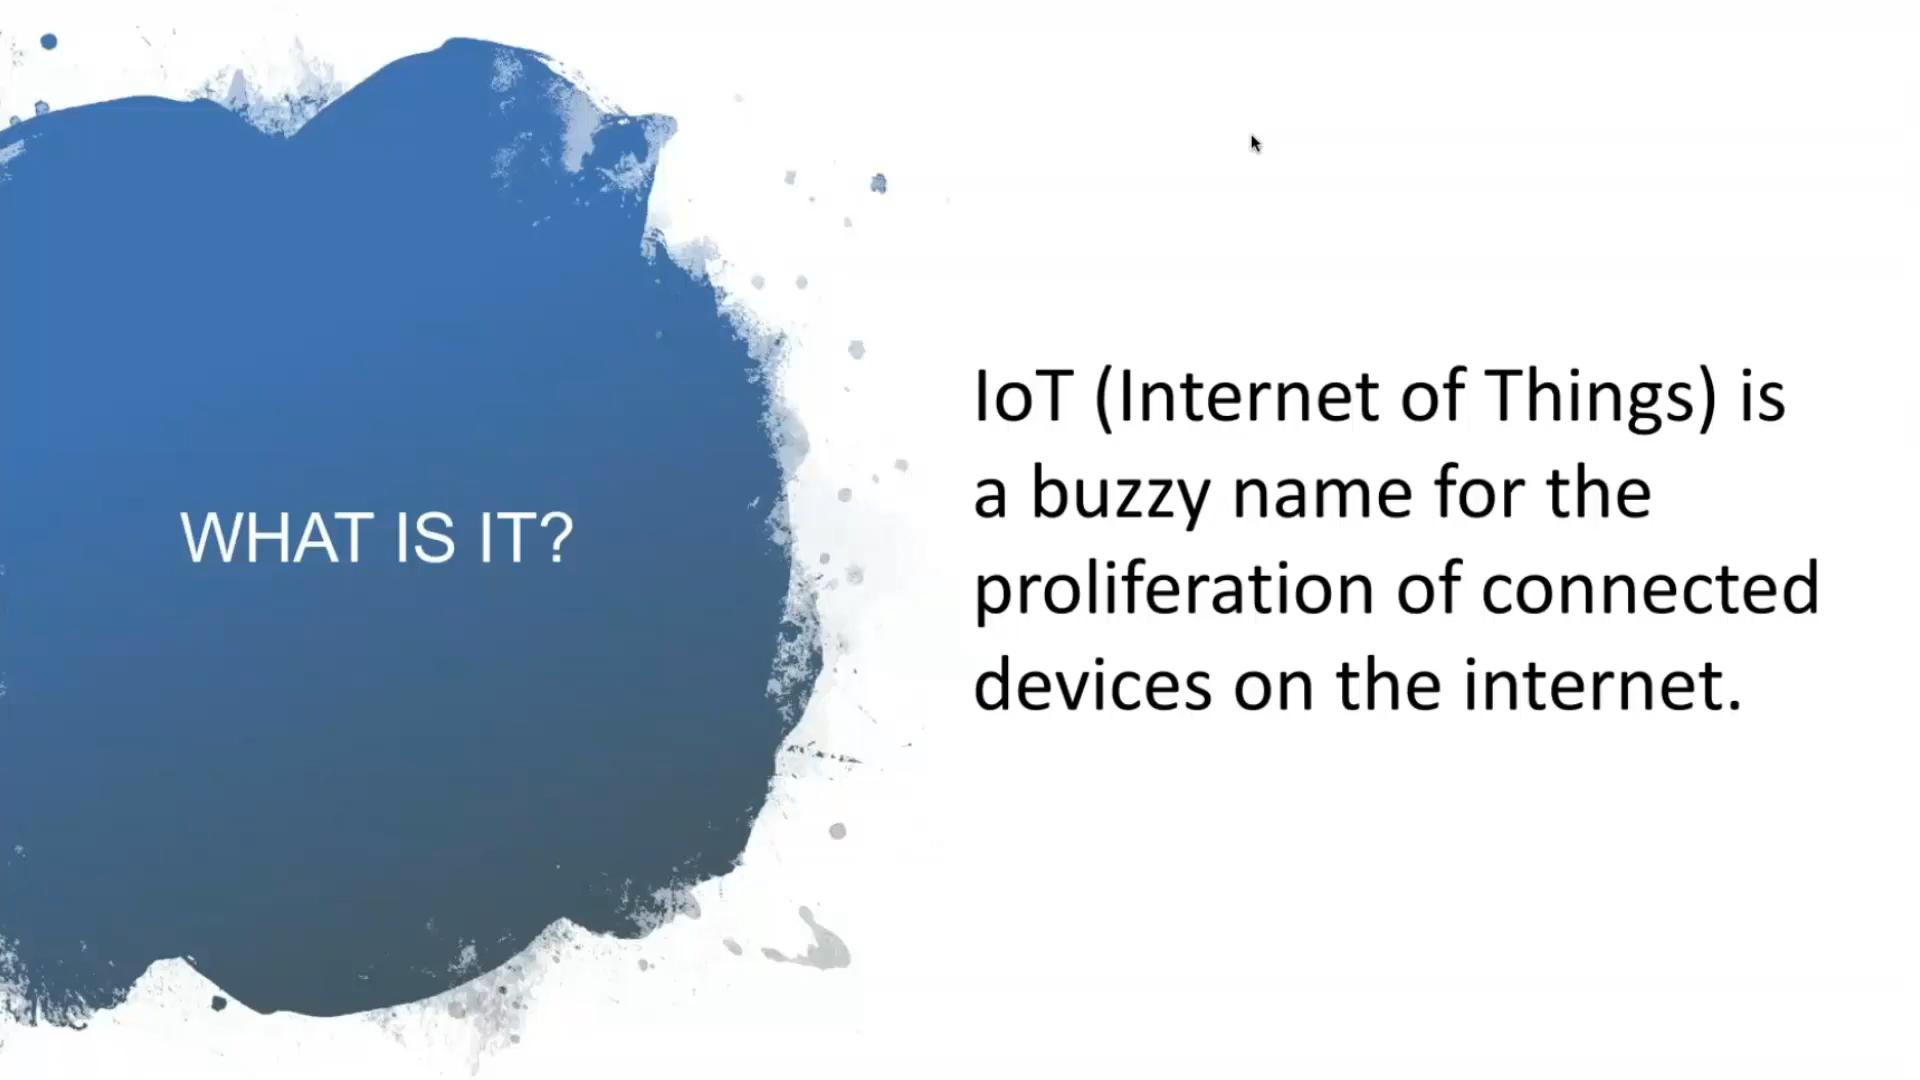 WHAT IS IT?
IoT (Internet of Things) is
a buzzy name for the
proliferation of connected
devices on the internet.